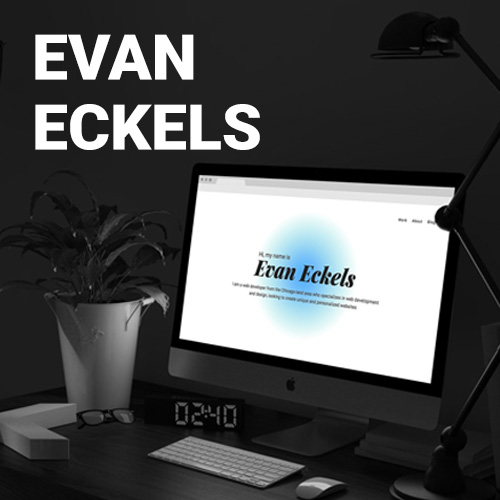 EVAN
ECKELS
Work About Blog
Hi, my name is
Evan Eckels
I am a web developer from the Chicago-land area who specializes in web development
and design, looking to create unique and personalized websites
02:40